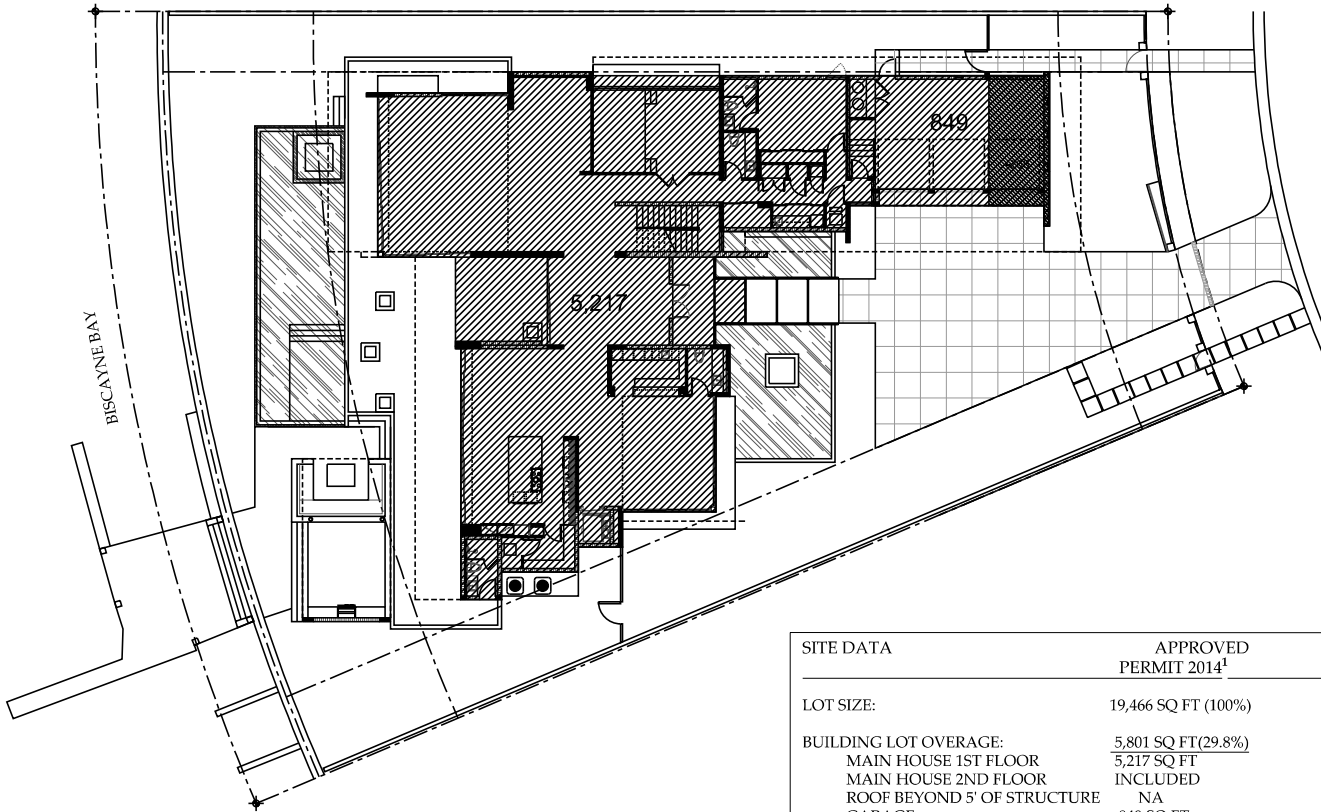 849
5,217
BISCAYNE BAY
SITE DATA APPROVED
PERMIT 2014¹
LOT SIZE: 19,466 SQ FT (100%)
BUILDING LOT OVERAGE: 5,801 SQ FT(29.8%)
MAIN HOUSE 1ST FLOOR 5,217 SQ FT
MAIN HOUSE 2ND FLOOR INCLUDED
ROOF BEYOND 5' OF STRUCTURE NA